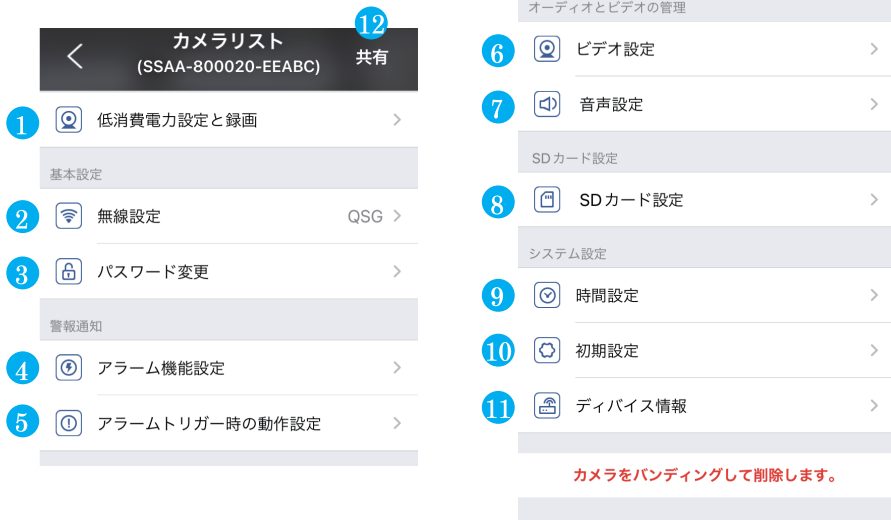 12
カメラリスト
(SSAA-800020-EEABC)
共有
1 低消費電力設定と録画
基本設定
2 無線設定 QSG
3 パスワード変更
警報通知
4 アラーム機能設定
5 アラームトリガー時の動作設定
オーディオとビデオの管理
6 ビデオ設定
7 音声設定
SDカード設定
8 SDカード設定
システム設定
9 時間設定
10 初期設定
11 ディバイス情報
カメラをバンディングして削除します。